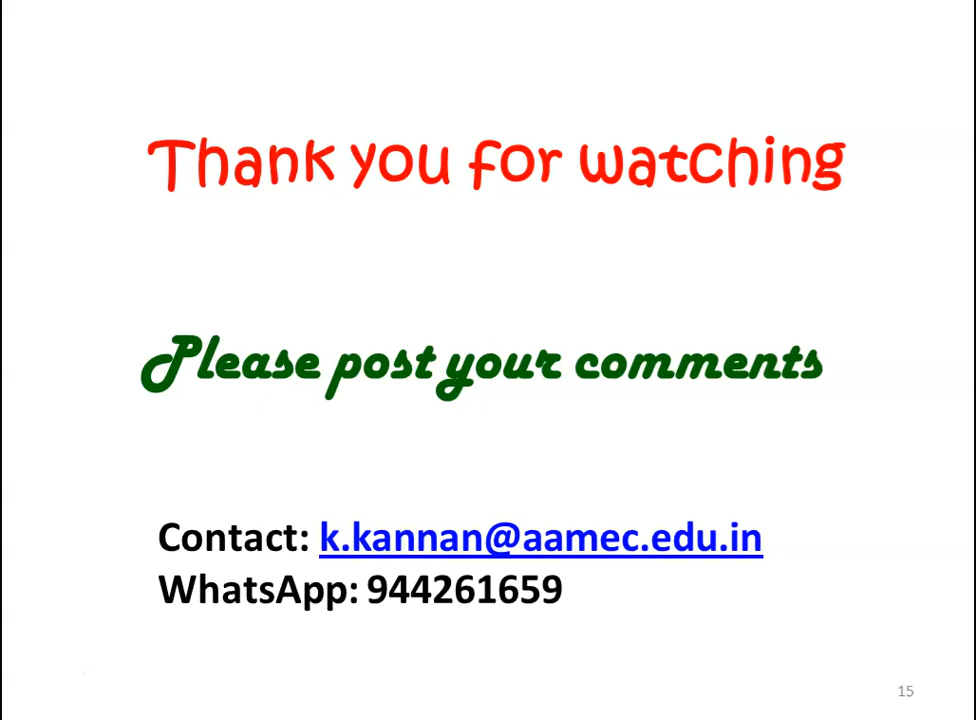 Thank you for watching
Please post your comments
Contact: k.kannan@aamec.edu.in
WhatsApp: 944261659
15